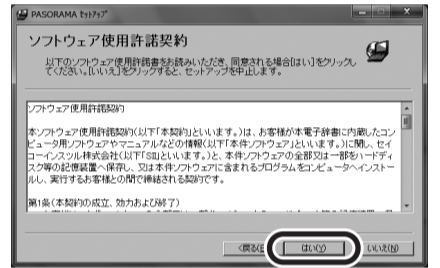 PASORAMA セットアップ
ソフトウェア使用許諾契約
以下のソフトウェア使用許諾書をお読みいただき、同意される場合[はい]をクリックし
てください。[いいえ]をクリックすると、セットアップを中止します。
ソフトウェア使用許諾契約
本ソフトウェア使用許諾契約(以下「本契約」といいます。)は、お客様が本電子辞書に内蔵したコン
ピュータ用ソフトウェアやマニュアルなどの情報(以下「本件ソフトウェア」といいます。)に関し、セイ
コーインスツル株式会社(以下「SII」といいます。)と、本件ソフトウェアの全部又は一部をハードディ
スク等の記憶装置へ保存し、又は本件ソフトウェアに含まれるプログラムをコンピュータへインストー
ルし、実行するお客様との間で締結される契約です。
第1条(本契約の成立、効力および終了)
<戻る(B
はい(Y)
いいえ(N)